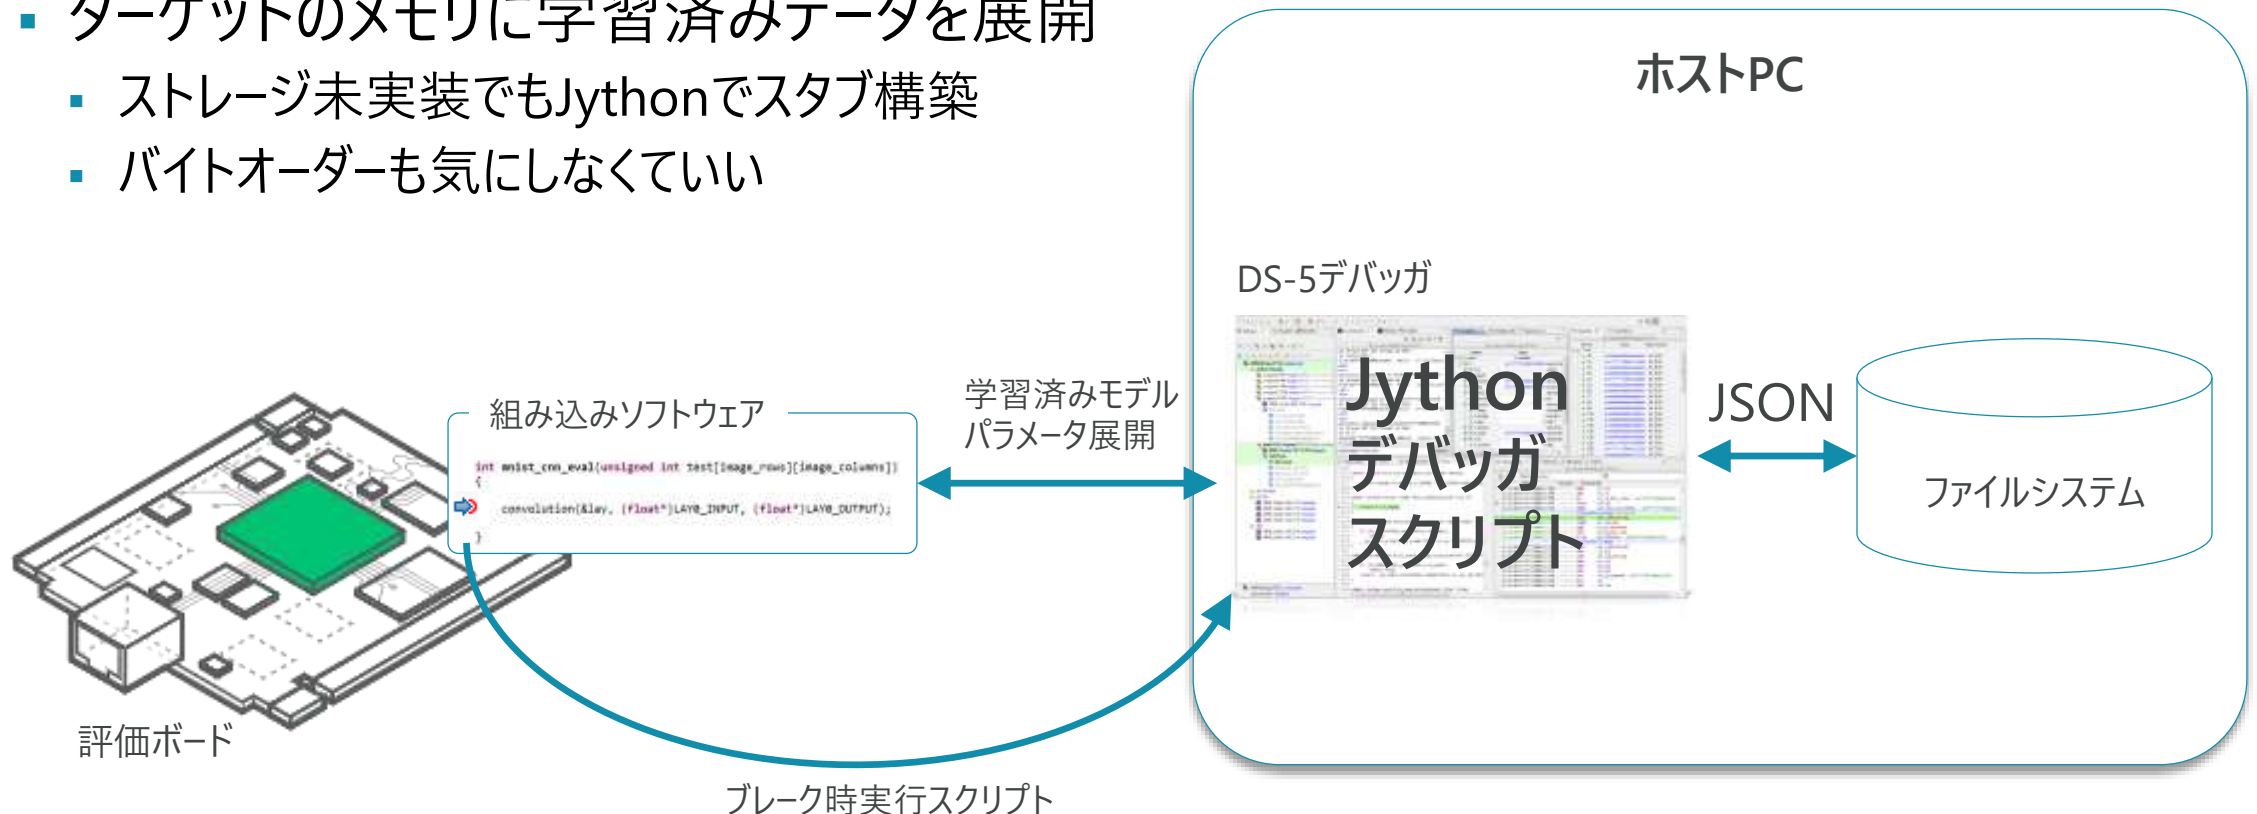 ターゲットのメモリに学習済みデータを展開
ストレージ未実装でもJythonでスタブ構築
バイトオーダーも気にしなくていい
ホストPC
DS-5デバッガ
Jython
デバッガ
スクリプト
JSON
ファイルシステム
学習済みモデル
パラメータ展開
組み込みソフトウェア
int mnist_cnn_eval(unsigned int test[image_rows][image_columns])
{
convolution(&lay, (float*)LAY0_INPUT, (float*)LAY0_OUTPUT);
}
評価ボード
ブレーク時実行スクリプト